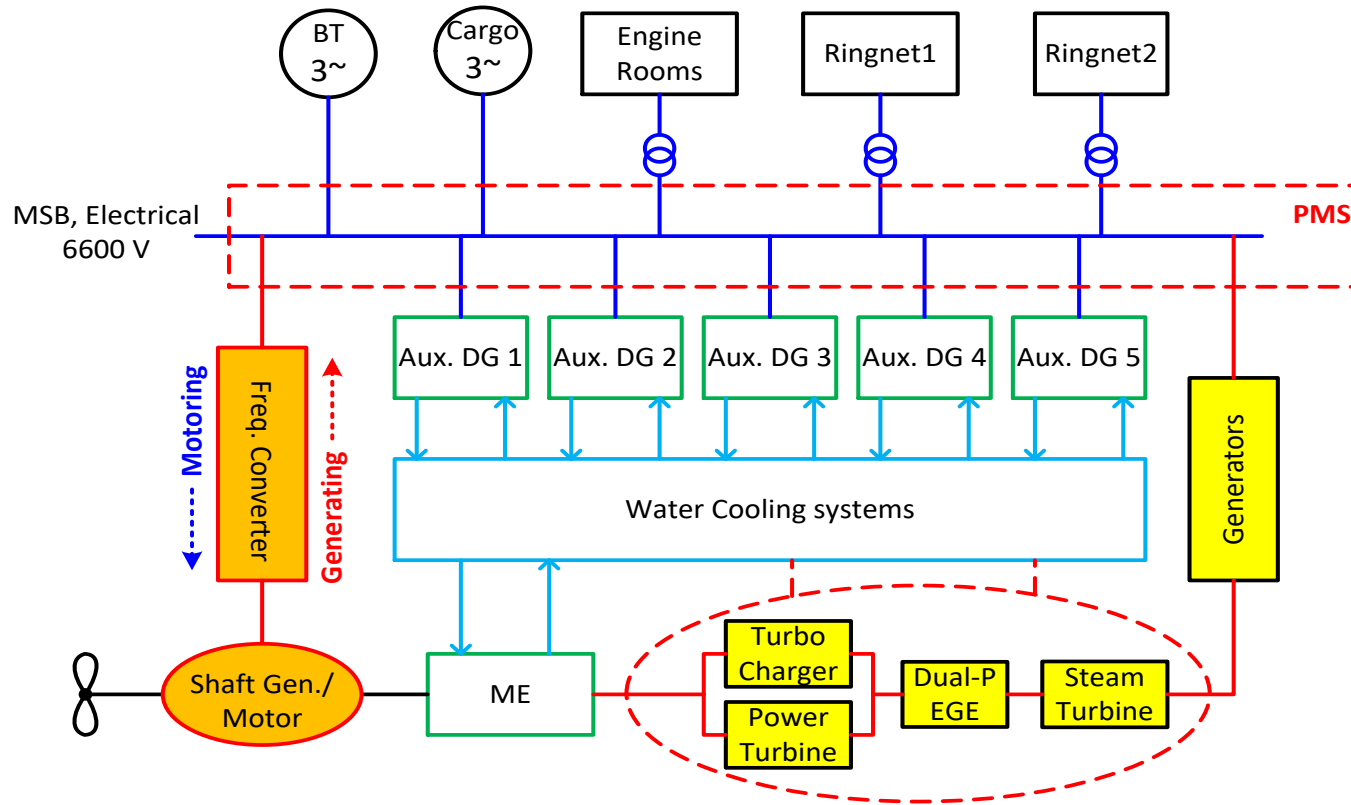 BT
3~
Cargo
3~
Engine
Rooms
Ringnet1
Ringnet2
MSB, Electrical
6600 V
PMS
Aux. DG 1
Aux. DG 2
Aux. DG 3
Aux. DG 4
Aux. DG 5
Motoring
Freq. Converter
Generating
Water Cooling systems
Generators
Shaft Gen./
Motor
ME
Turbo
Charger
Power
Turbine
Dual-P
EGE
Steam
Turbine